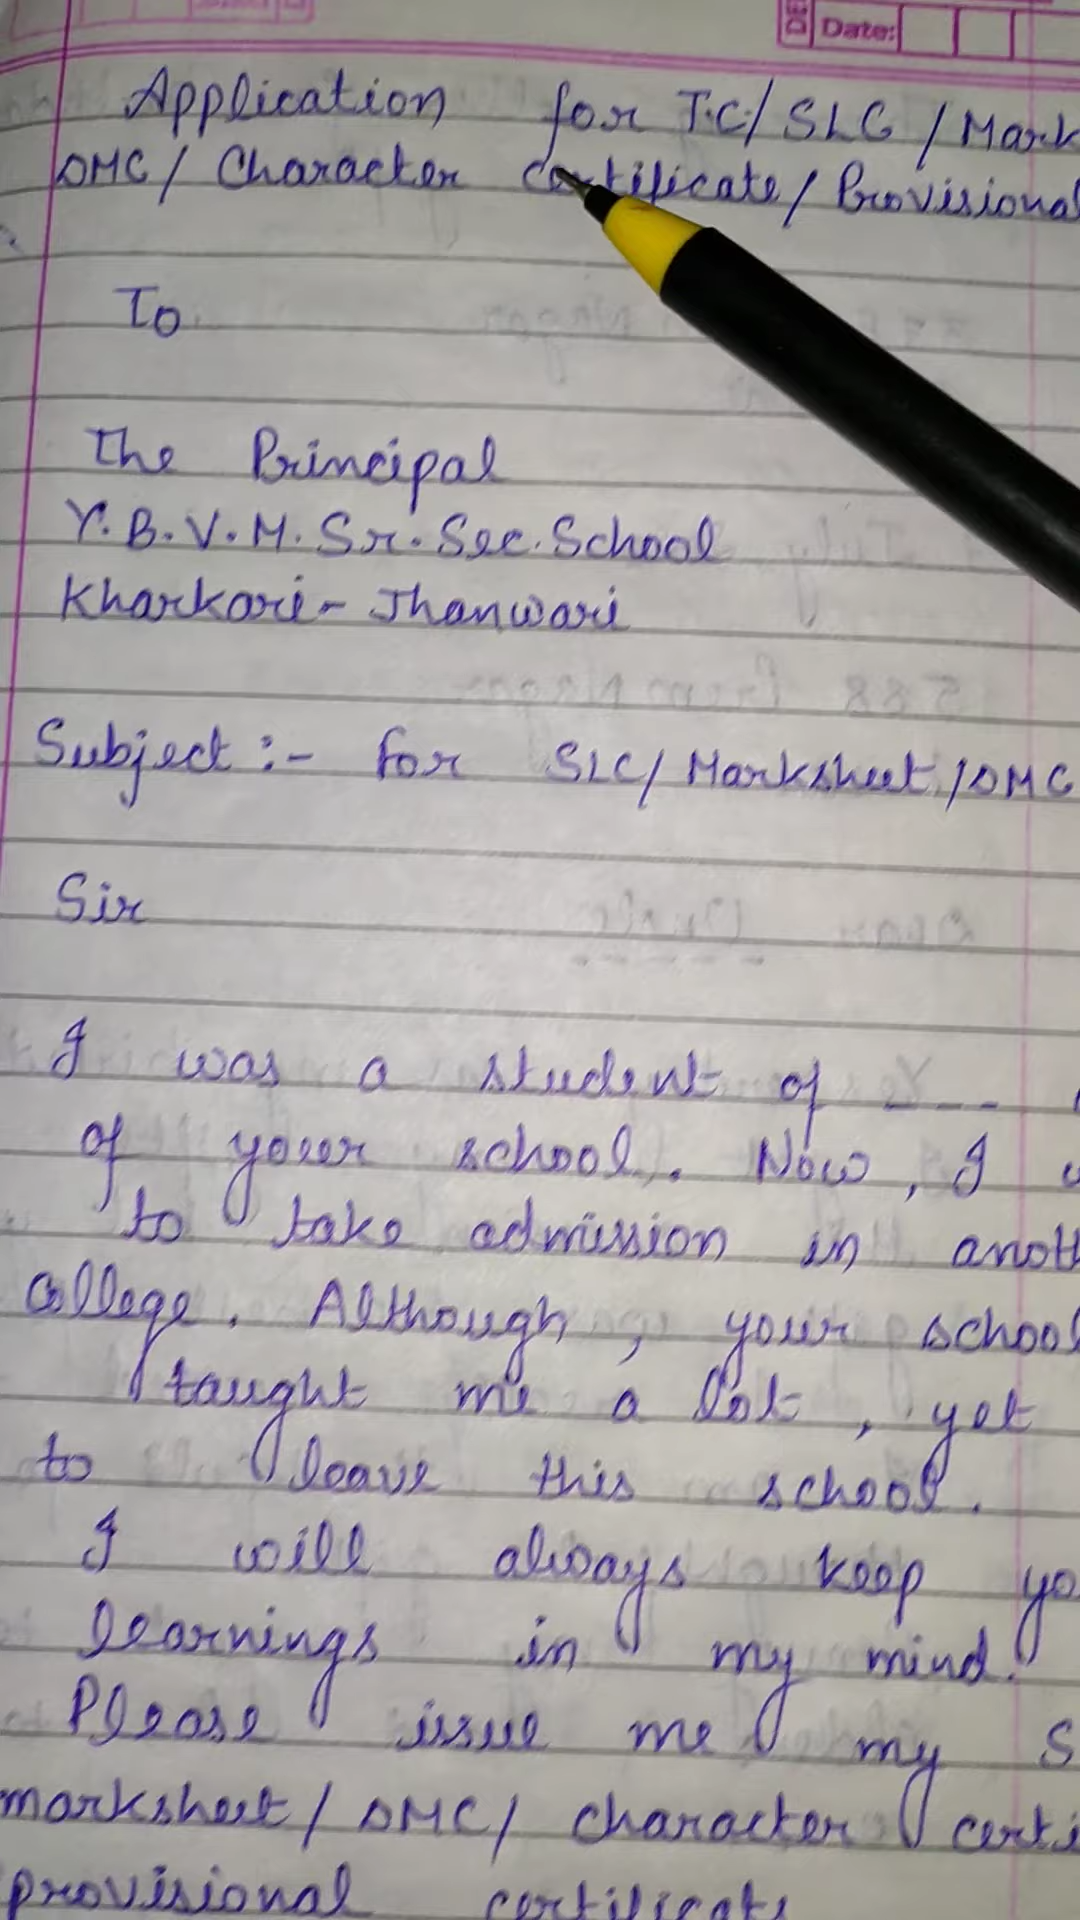 Date:
Application for T.C/ SLC / Mark
DMC / Character certificate / Provisional
To
The Principal
Y.B.V.M. Sr. Sec. School
Kharkari - Jhanwari
Subject :- for SLC/ Marksheet /DMC
Sir
I was a student of ----
of your school. Now, I
to take admission in anoth
college. Although, your school
taught me a lot, yet
to leave this school.
I will always keep yo
learnings in my mind.
Please issue me my S
marksheet/ DMC/ character certi
provisional certificate